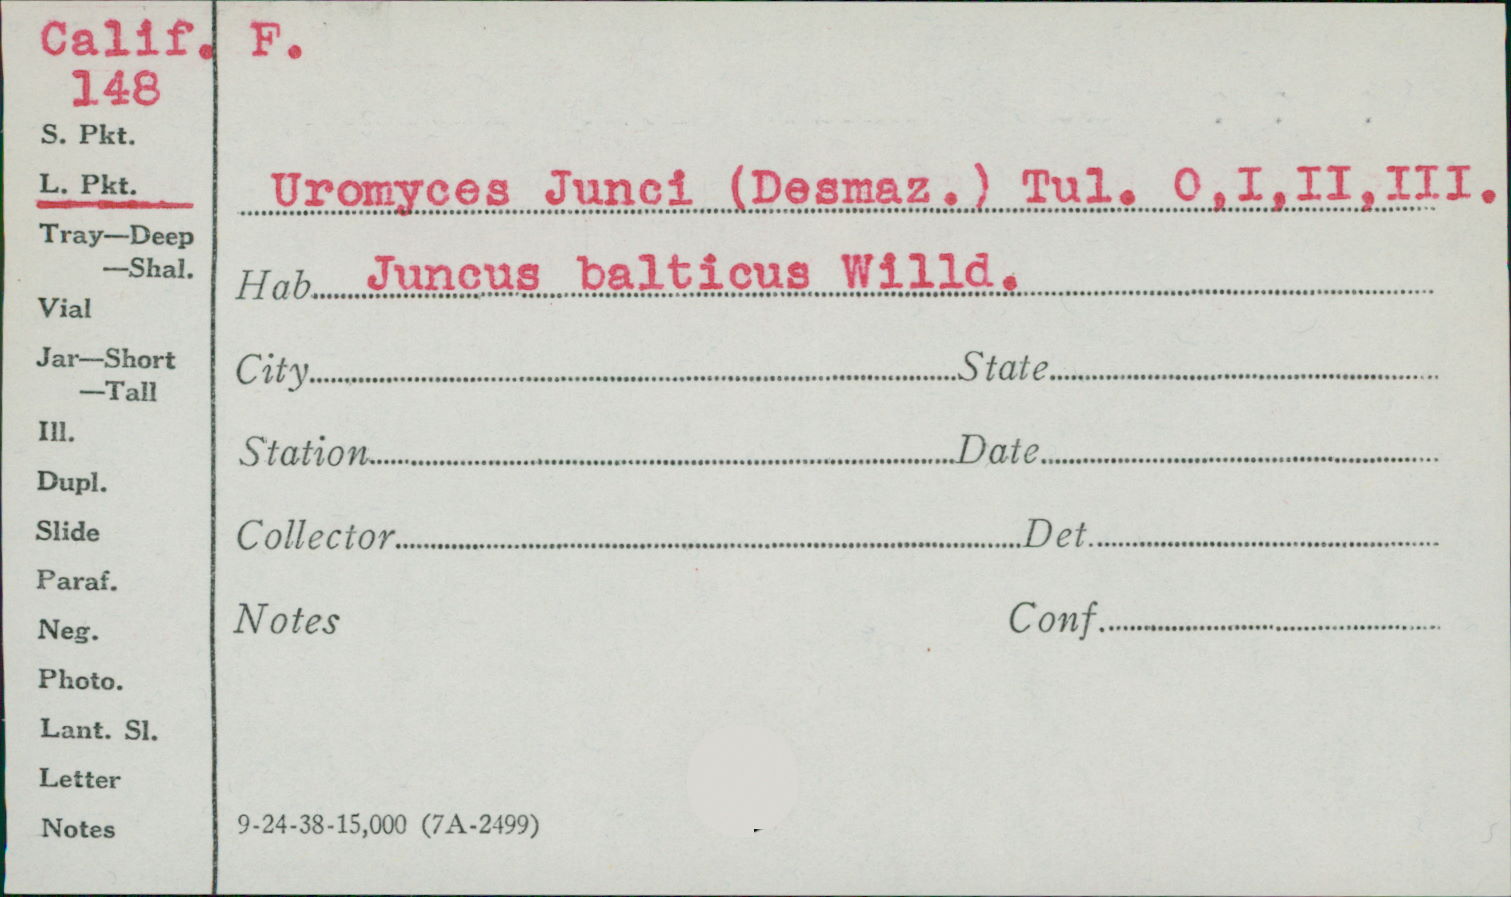 Calif. F.
148
S. Pkt.
L. Pkt.
Uromyces Junci (Desmaz.) Tul. O,I,II,III.
Tray—Deep
—Shal.
Hab. Juncus balticus Willd.
Vial
Jar—Short
—Tall
City State
Ill.
Station Date
Dupl.
Slide
Collector Det.
Paraf.
Neg.
Notes Conf.
Photo.
Lant. Sl.
Letter
Notes
9-24-38-15,000 (7A-2499)